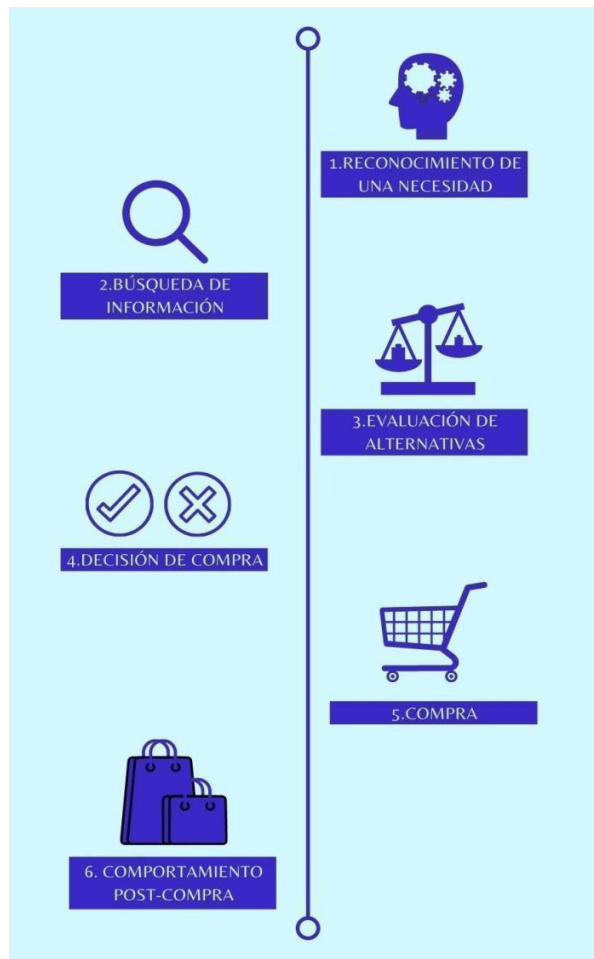 1.RECONOCIMIENTO DE
UNA NECESIDAD
2.BÚSQUEDA DE
INFORMACIÓN
3.EVALUACIÓN DE
ALTERNATIVAS
4.DECISIÓN DE COMPRA
5.COMPRA
6. COMPORTAMIENTO
POST-COMPRA